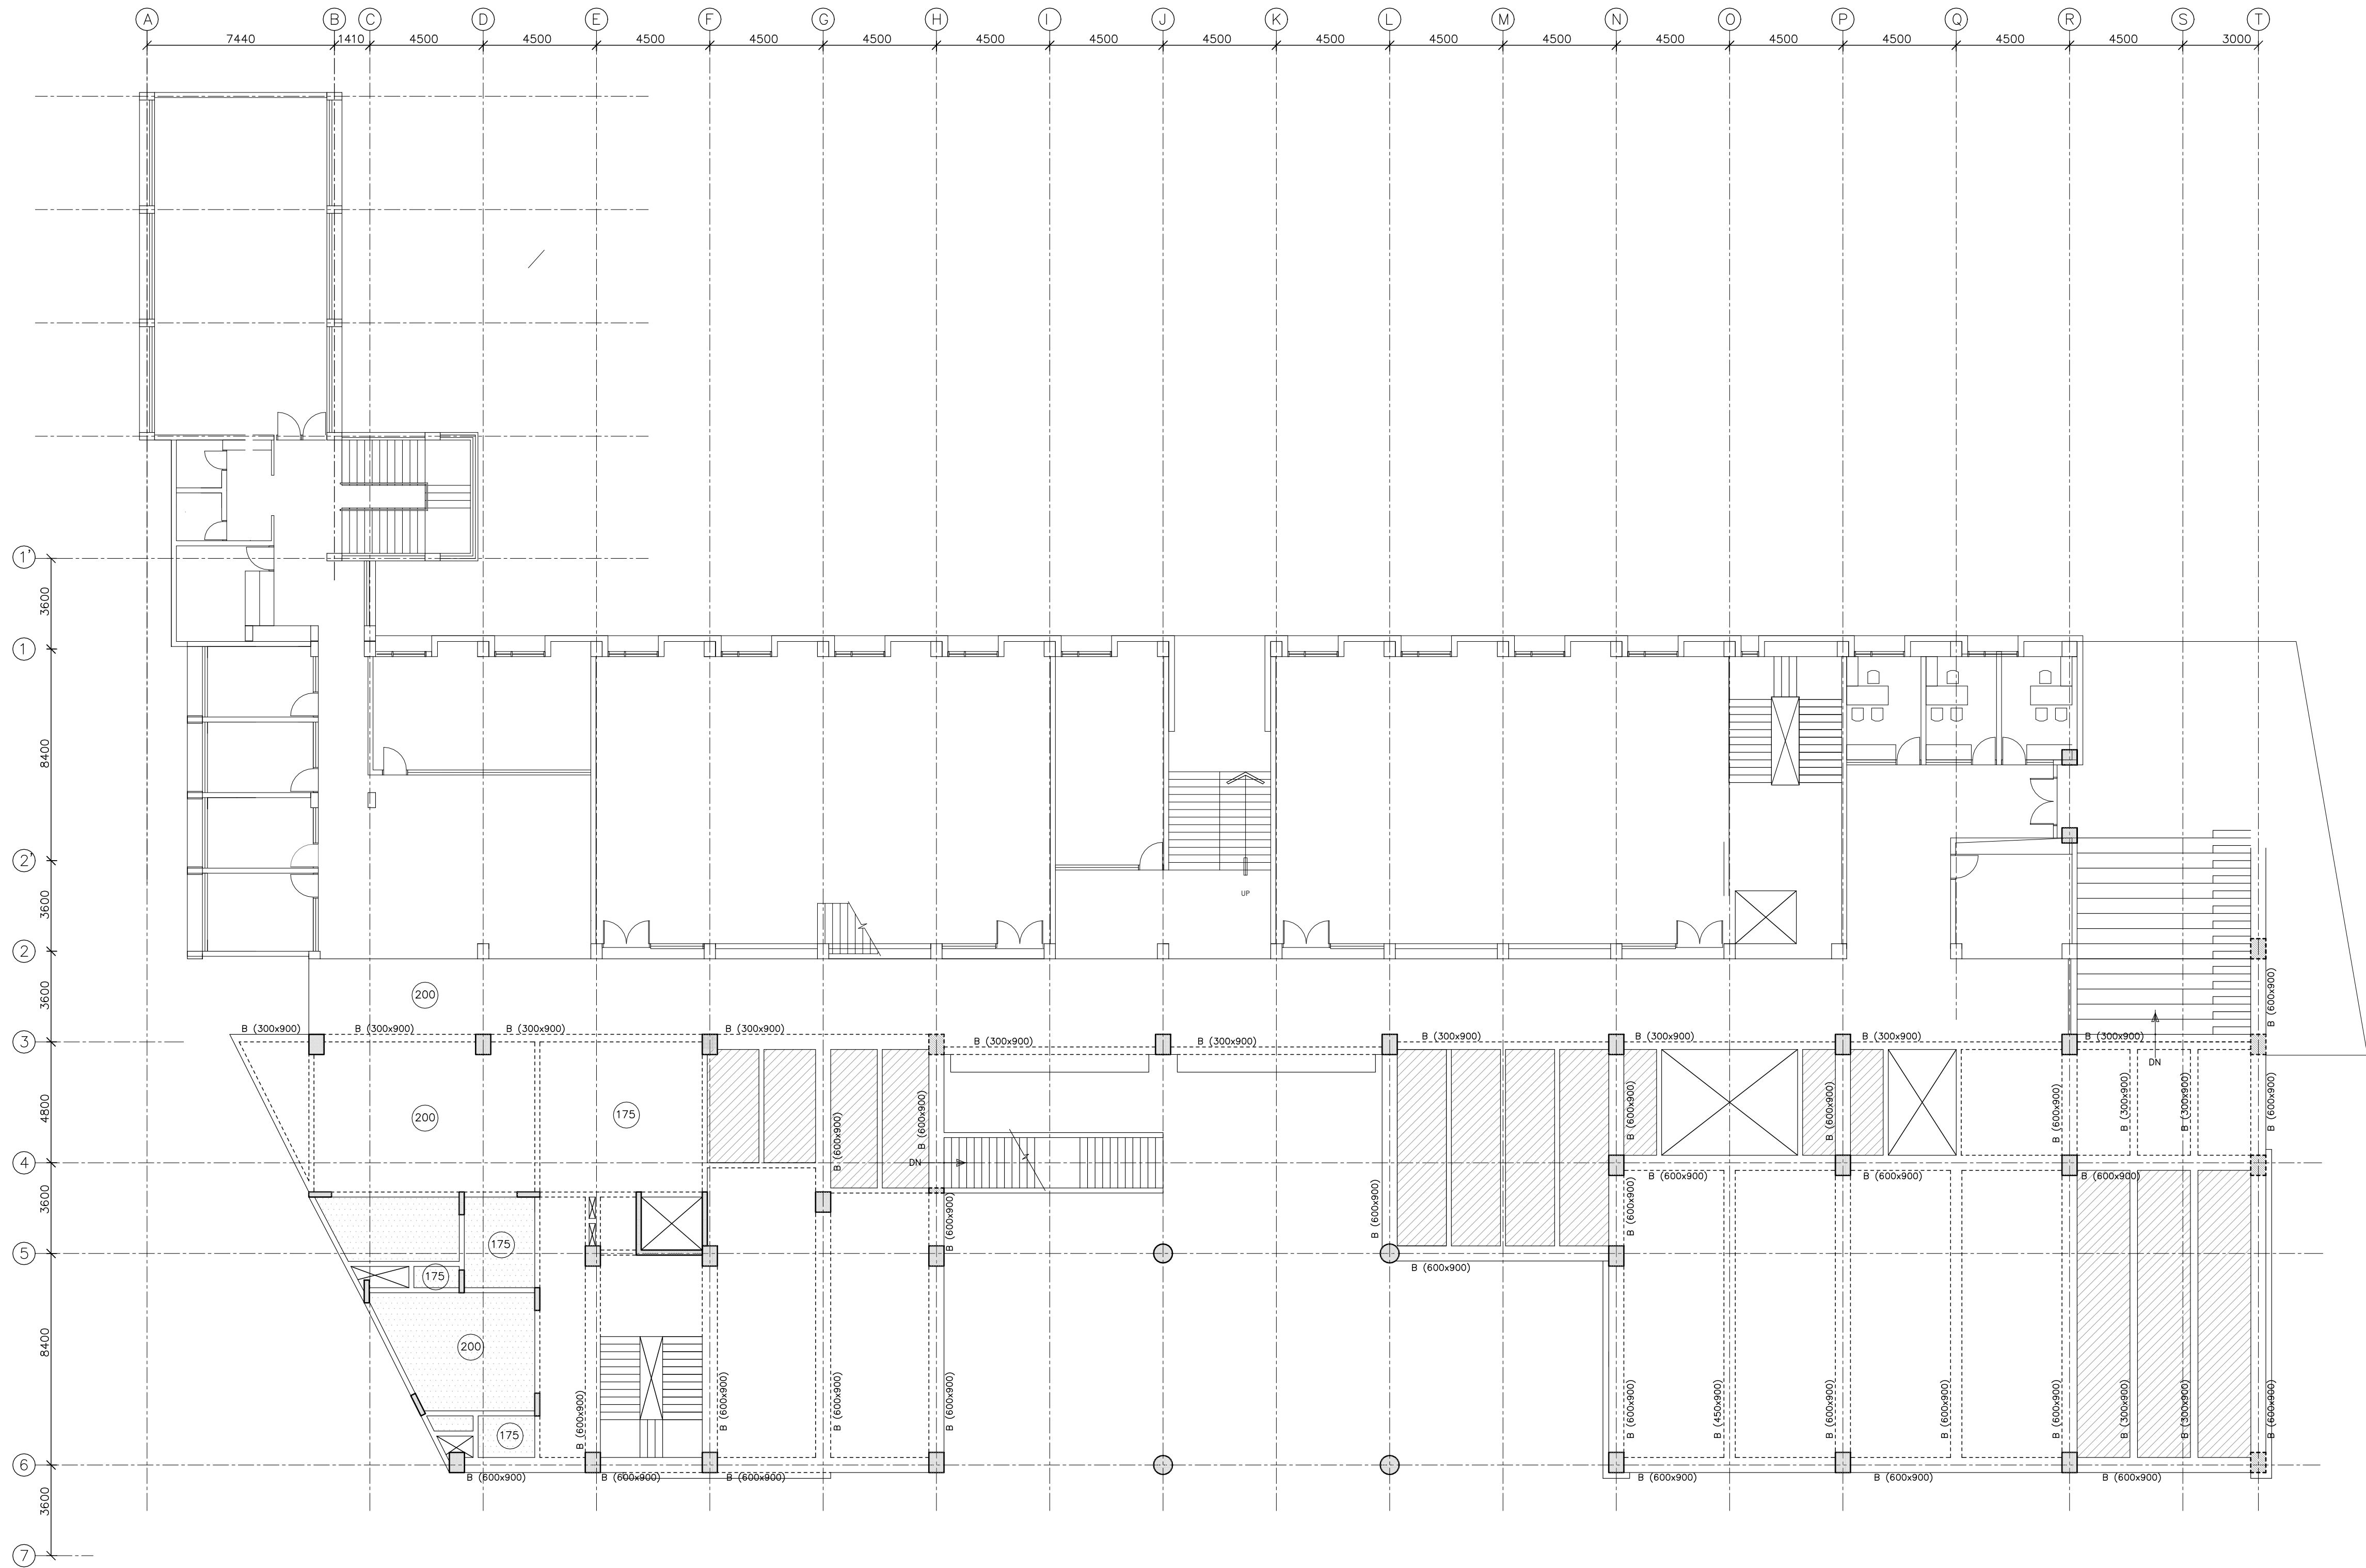 A B C D E F G H I J K L M N O P Q R S T
7440 1410 4500 4500 4500 4500 4500 4500 4500 4500 4500 4500 4500 4500 4500 4500 4500 4500 3000
1'
3600
1
8400
2'
3600
UP
2
3600
200
B (600x900)
B (300x900) B (300x900) B (300x900) B (300x900) B (300x900) B (300x900) B (300x900) B (300x900) B (300x900) B (300x900)
3
DN
4800
200
175
B (600x900)
B (600x900)
B (600x900)
B (600x900)
B (600x900)
B (300x900)
B (300x900)
B (600x900)
4
DN
B (600x900) B (600x900) B (600x900)
3600
B (600x900)
B (600x900)
B (600x900)
175
5
175
B (600x900)
8400
200
B (600x900)
B (600x900)
B (600x900)
B (600x900)
B (600x900)
B (450x900)
B (600x900)
B (600x900)
B (600x900)
B (300x900)
B (300x900)
B (600x900)
175
6
B (600x900) B (600x900) B (600x900) B (600x900) B (600x900) B (600x900)
3600
7